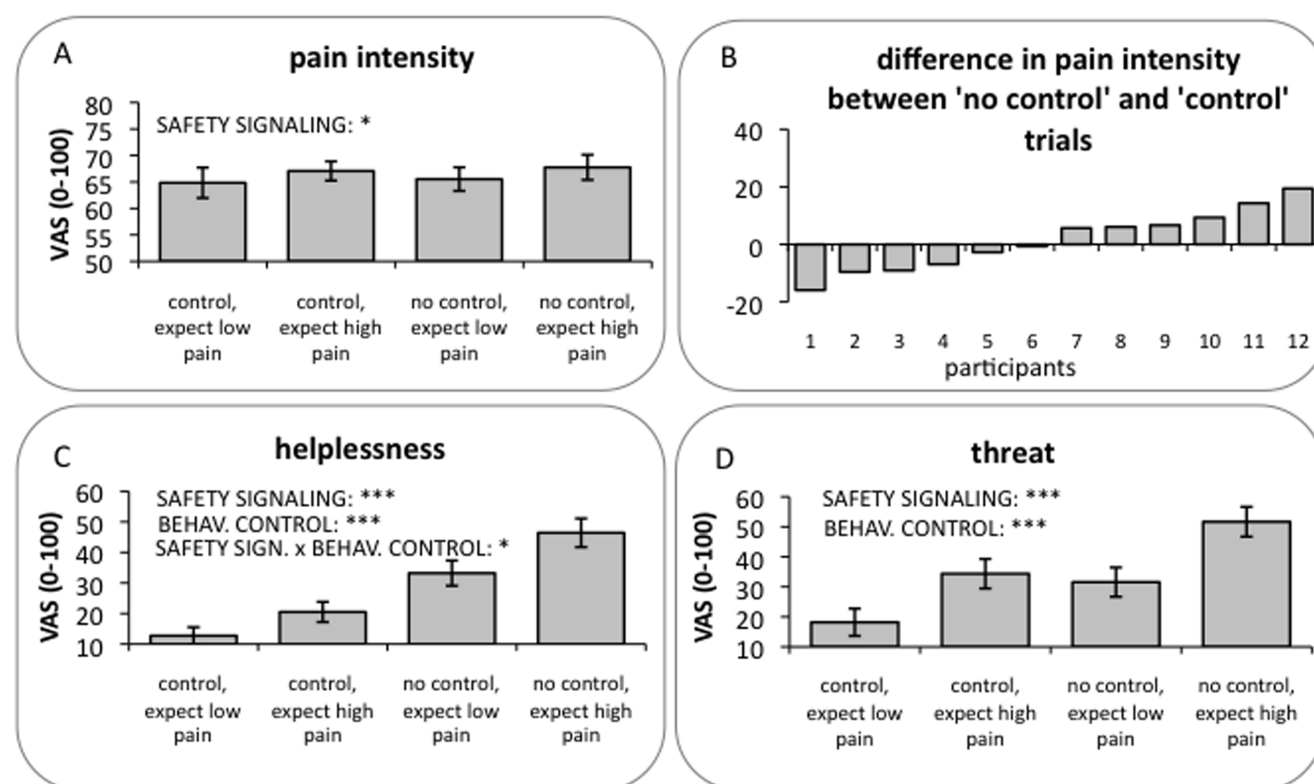 A
pain intensity
SAFETY SIGNALING: *
VAS (0-100)
80
75
70
65
60
55
50
control,
expect low
pain
control,
expect high
pain
no control,
expect low
pain
no control,
expect high
pain
B
difference in pain intensity
between 'no control' and 'control'
trials
40
20
0
-20
1 2 3 4 5 6 7 8 9 10 11 12
participants
C
helplessness
SAFETY SIGNALING: ***
BEHAV. CONTROL: ***
SAFETY SIGN. x BEHAV. CONTROL: *
VAS (0-100)
60
50
40
30
20
10
control,
expect low
pain
control,
expect high
pain
no control,
expect low
pain
no control,
expect high
pain
D
threat
SAFETY SIGNALING: ***
BEHAV. CONTROL: ***
VAS (0-100)
60
50
40
30
20
10
control,
expect low
pain
control,
expect high
pain
no control,
expect low
pain
no control,
expect high
pain